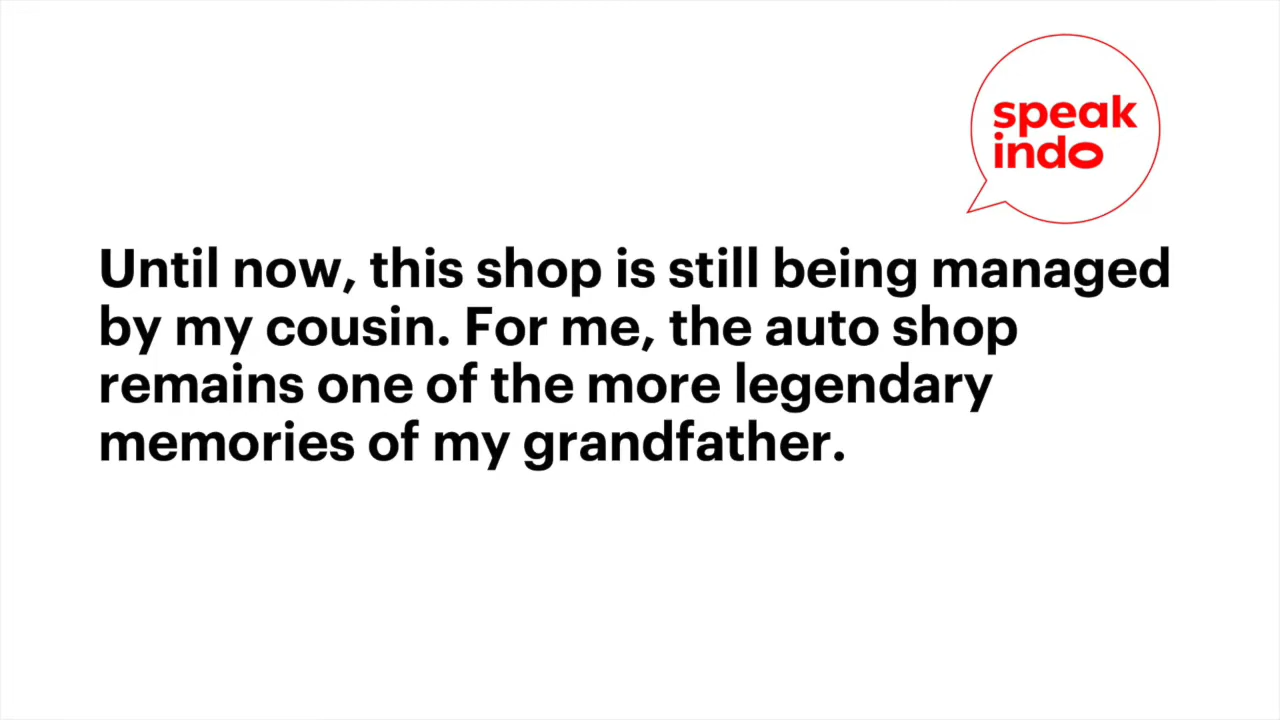 speak
indo
Until now, this shop is still being managed
by my cousin. For me, the auto shop
remains one of the more legendary
memories of my grandfather.